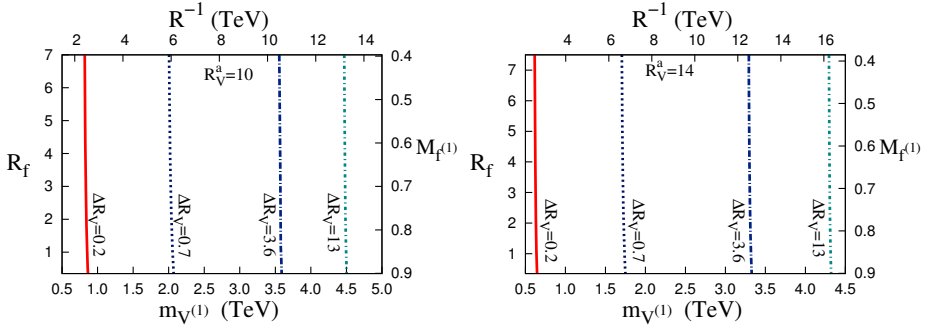 R⁻¹ (TeV)
2 4 6 8 10 12 14
7
6
5
4
3
2
1
R_f
R_V^a=10
ΔR_V=0.2
ΔR_V=0.7
ΔR_V=3.6
ΔR_V=13
0.4
0.5
0.6
0.7
0.8
0.9
M_f(1)
0.5 1.0 1.5 2.0 2.5 3.0 3.5 4.0 4.5 5.0
m_V(1) (TeV)
R⁻¹ (TeV)
4 6 8 10 12 14 16
7
6
5
4
3
2
1
R_f
R_V^a=14
ΔR_V=0.2
ΔR_V=0.7
ΔR_V=3.6
ΔR_V=13
0.4
0.5
0.6
0.7
0.8
0.9
M_f(1)
0.5 1.0 1.5 2.0 2.5 3.0 3.5 4.0 4.5
m_V(1) (TeV)